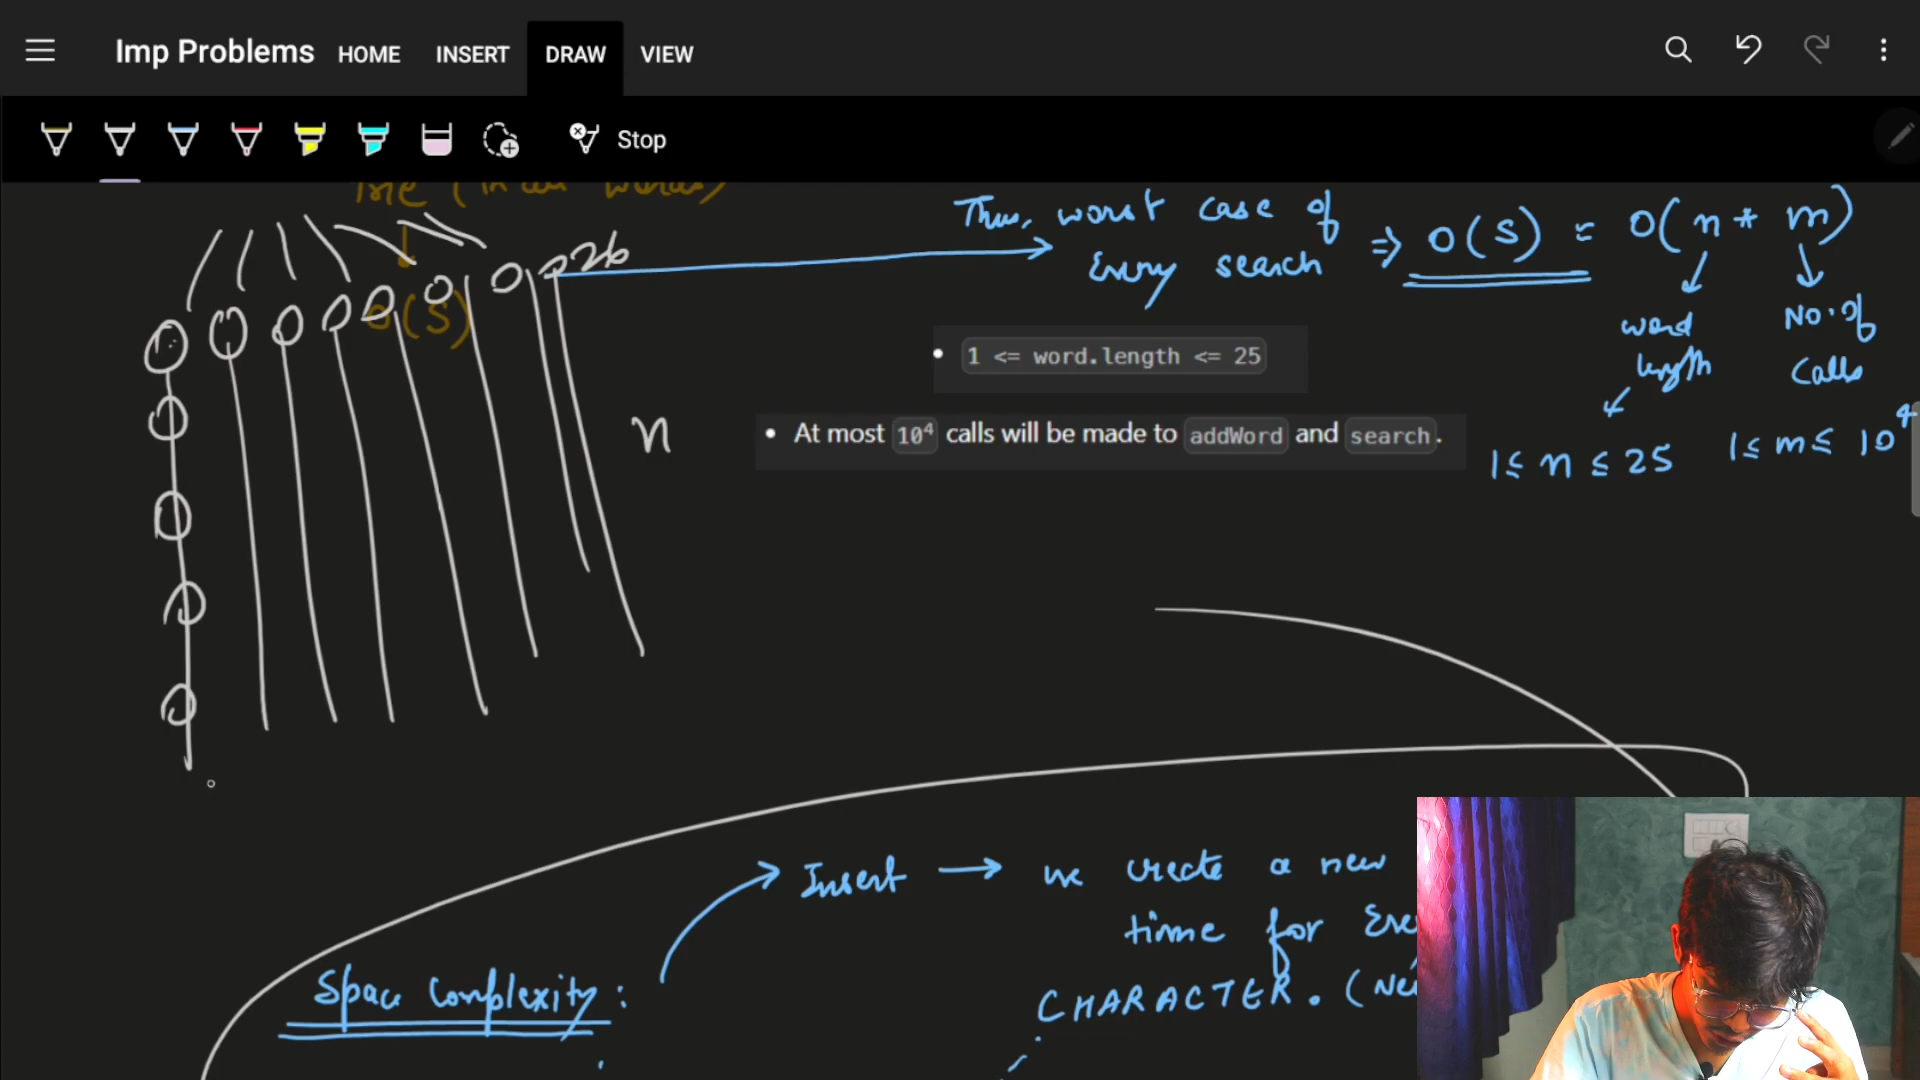 Imp Problems HOME INSERT DRAW VIEW
Stop
Thus, worst case of
Every search
=> O(S) = O(n * m)
O(S)
26
n
word
length
No. of
Calls
1 <= word.length <= 25
At most 10⁴ calls will be made to addWord and search.
1 ≤ n ≤ 25
1 ≤ m ≤ 10⁴
Insert → we create a new
time for Eve
CHARACTER. (Ne
Space Complexity :